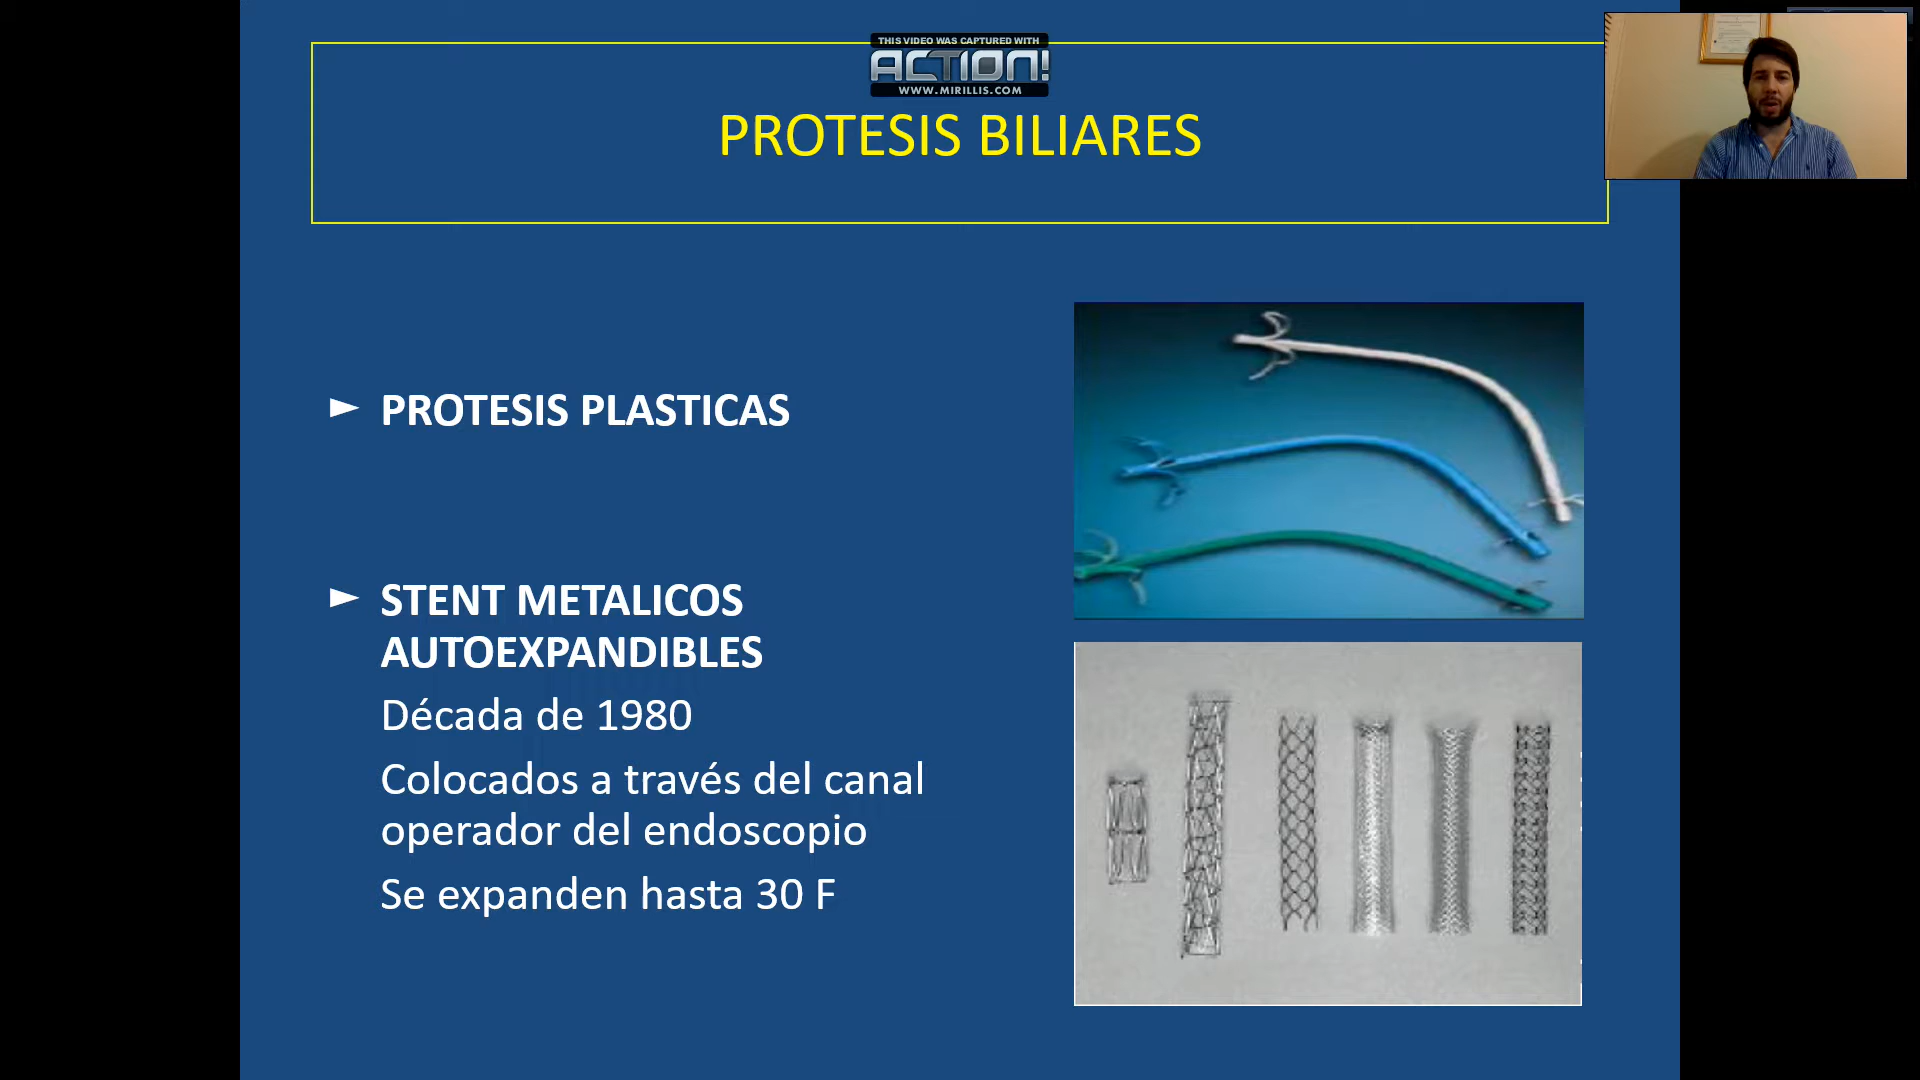 THIS VIDEO WAS CAPTURED WITH
ACTION!
WWW.MIRILLIS.COM
PROTESIS BILIARES
► PROTESIS PLASTICAS
► STENT METALICOS
AUTOEXPANDIBLES
Década de 1980
Colocados a través del canal
operador del endoscopio
Se expanden hasta 30 F